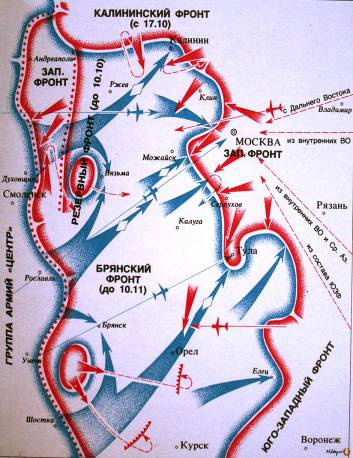 КАЛИНИНСКИЙ ФРОНТ
(с 17.10)
Калинин
Андреаполь
ЗАП.
ФРОНТ
Ржев
(до 10.10)
РЕЗЕРВНЫЙ ФРОНТ
Клин
с Дальнего Востока
Владимир
МОСКВА
ЗАП. ФРОНТ
из внутренних ВО
Можайск
Вязьма
Духовщина
Смоленск
Серпухов
Калуга
из внутренних ВО и Ср. Аз.
Рязань
из состава ЮЗФ
Тула
БРЯНСКИЙ
ФРОНТ
(до 10.11)
Рославль
ГРУППА АРМИЙ «ЦЕНТР»
Брянск
Орел
Унеча
Елец
ЮГО-ЗАПАДНЫЙ ФРОНТ
Шостка
Курск
Воронеж